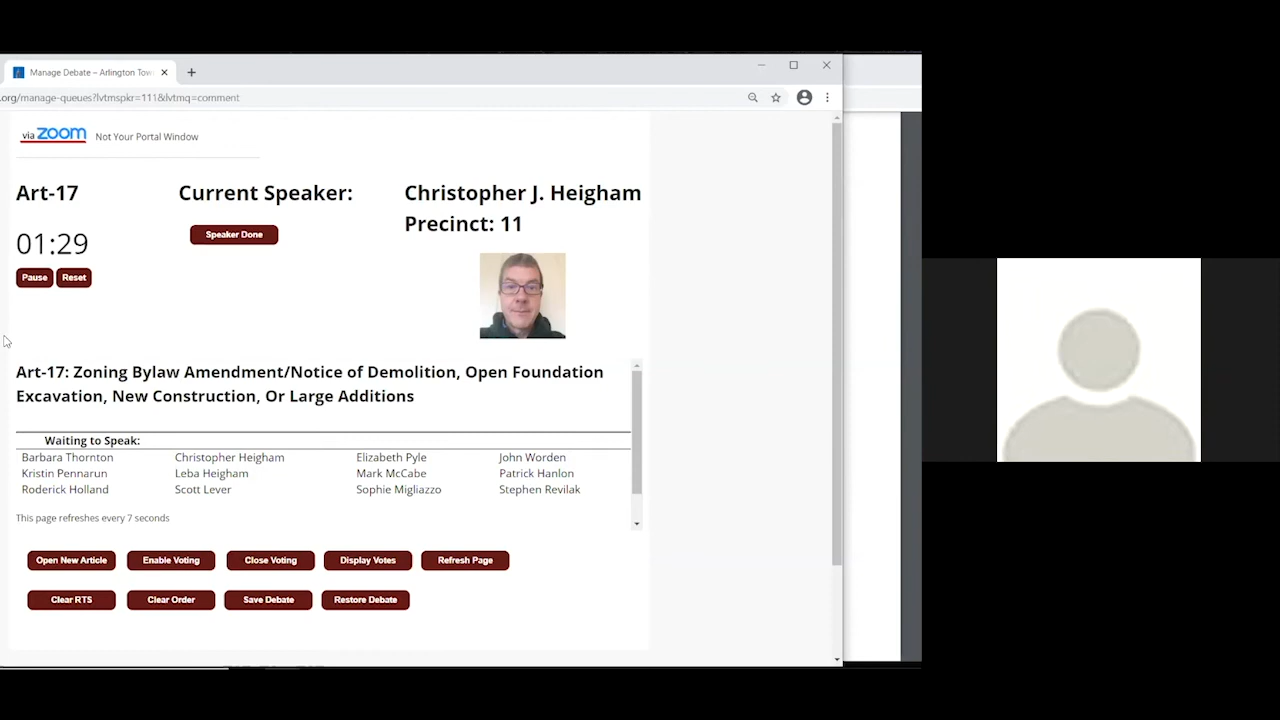 Manage Debate – Arlington Tow
.org/manage-queues?lvtmspkr=111&lvtmq=comment
via zoom Not Your Portal Window
Art-17 Current Speaker: Christopher J. Heigham
Precinct: 11
Speaker Done
01:29
Pause Reset
Art-17: Zoning Bylaw Amendment/Notice of Demolition, Open Foundation
Excavation, New Construction, Or Large Additions
Waiting to Speak:
Barbara Thornton Christopher Heigham Elizabeth Pyle John Worden
Kristin Pennarun Leba Heigham Mark McCabe Patrick Hanlon
Roderick Holland Scott Lever Sophie Migliazzo Stephen Revilak
This page refreshes every 7 seconds
Open New Article Enable Voting Close Voting Display Votes Refresh Page
Clear RTS Clear Order Save Debate Restore Debate